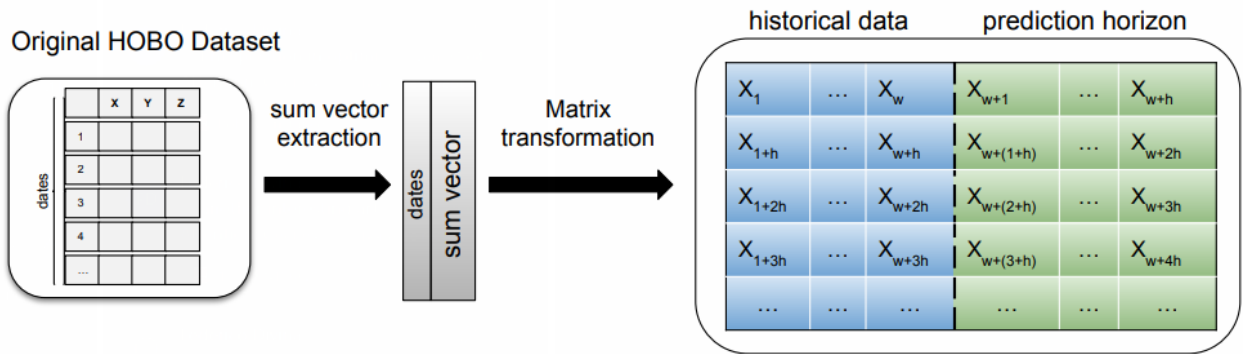 historical data prediction horizon
Original HOBO Dataset
X Y Z
1
2
3
4
...
dates
sum vector
extraction
dates
sum vector
Matrix
transformation
X1 ... Xw Xw+1 ... Xw+h
X1+h ... Xw+h Xw+(1+h) ... Xw+2h
X1+2h ... Xw+2h Xw+(2+h) ... Xw+3h
X1+3h ... Xw+3h Xw+(3+h) ... Xw+4h
... ... ... ... ... ...